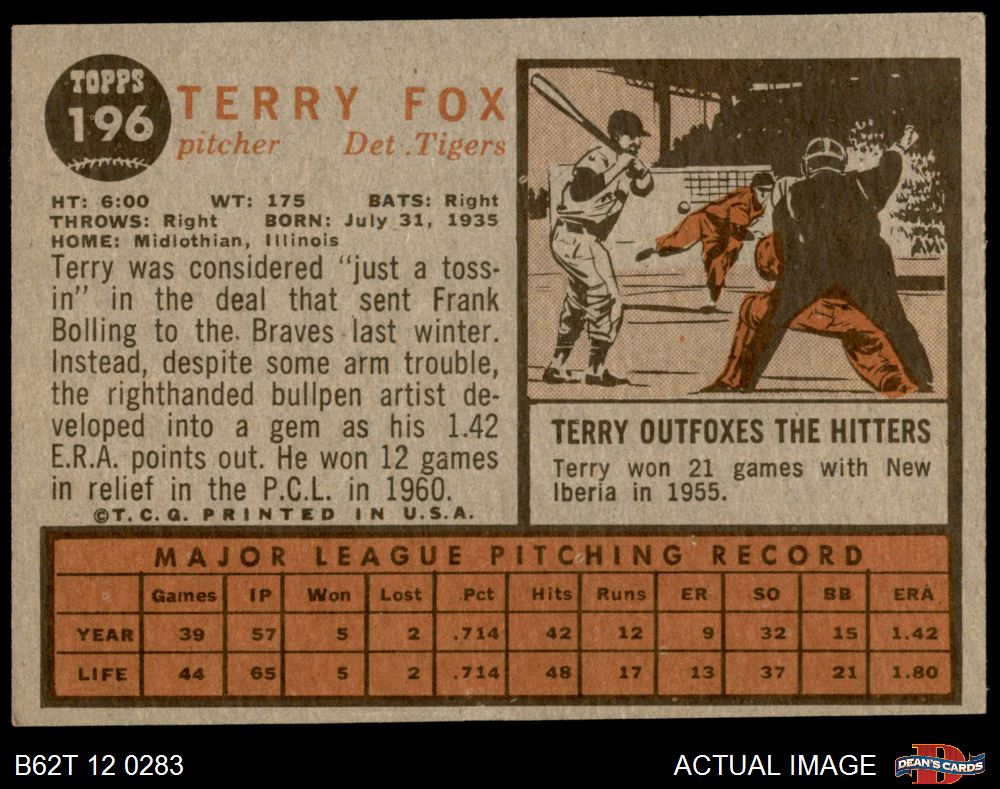 TOPPS
196
TERRY FOX
pitcher Det. Tigers
HT: 6:00 WT: 175 BATS: Right
THROWS: Right BORN: July 31, 1935
HOME: Midlothian, Illinois
Terry was considered "just a toss-
in" in the deal that sent Frank
Bolling to the Braves last winter.
Instead, despite some arm trouble,
the righthanded bullpen artist de-
veloped into a gem as his 1.42
E.R.A. points out. He won 12 games
in relief in the P.C.L. in 1960.
©T.C.G. PRINTED IN U.S.A.
TERRY OUTFOXES THE HITTERS
Terry won 21 games with New
Iberia in 1955.
MAJOR LEAGUE PITCHING RECORD
Games IP Won Lost Pct Hits Runs ER SO BB ERA
YEAR 39 57 5 2 .714 42 12 9 32 15 1.42
LIFE 44 65 5 2 .714 48 17 13 37 21 1.80
B62T 12 0283
ACTUAL IMAGE
D
DEAN'S CARDS